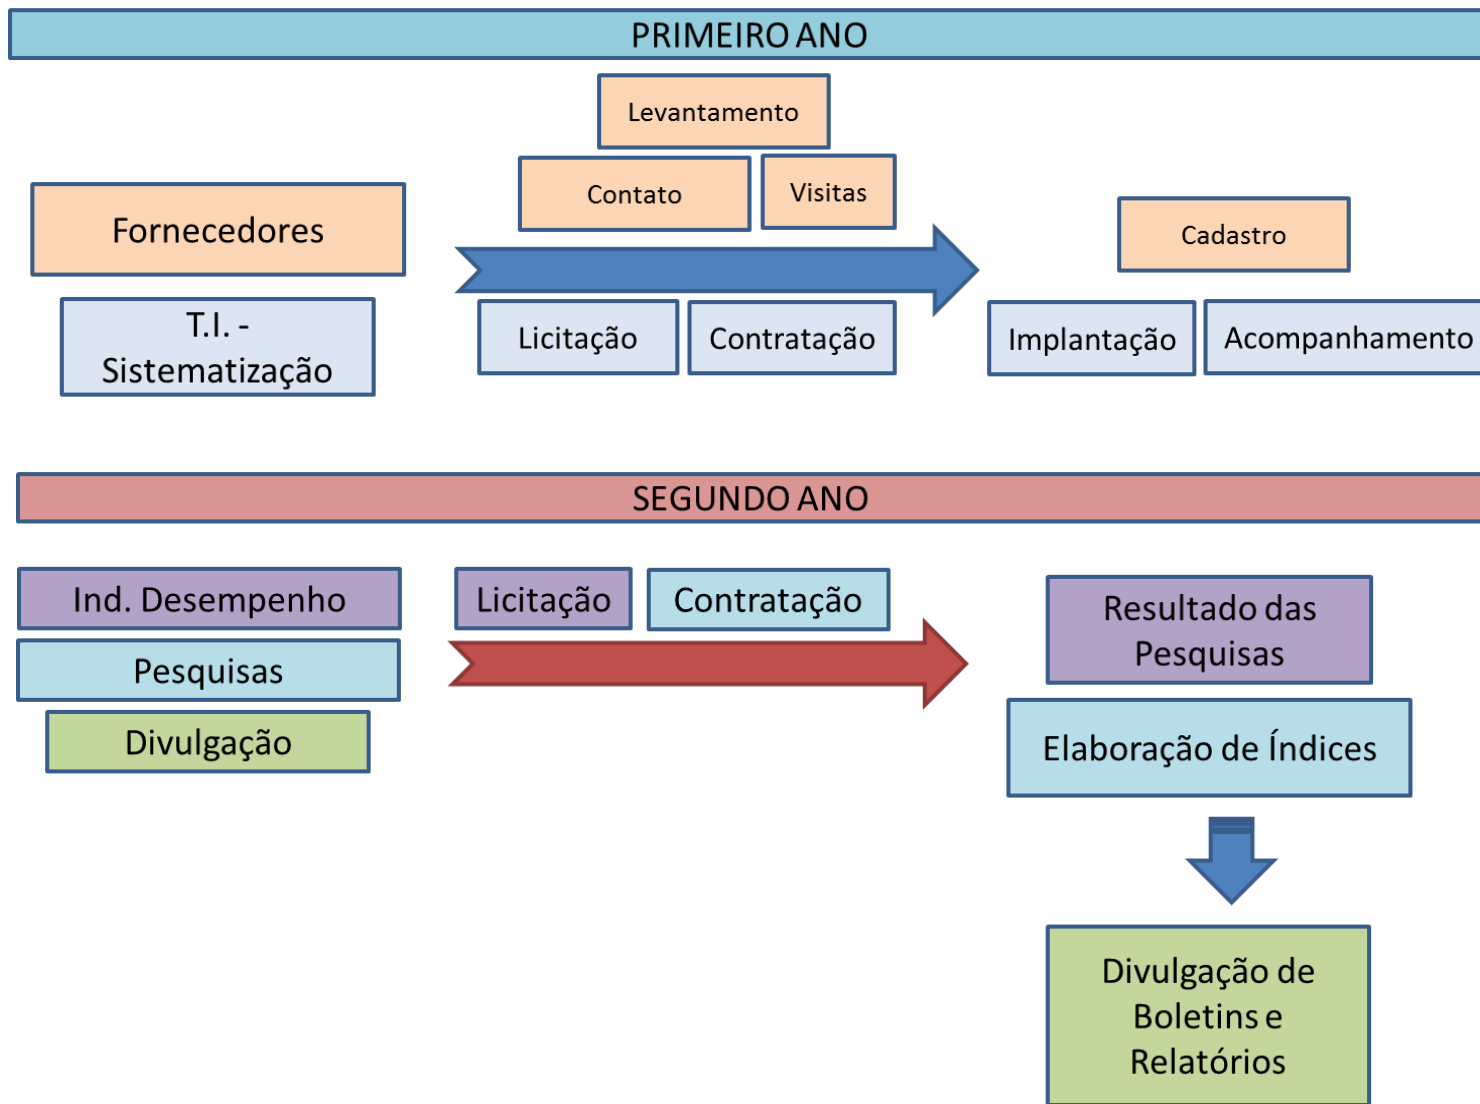 PRIMEIRO ANO
Levantamento
Contato
Visitas
Fornecedores
Cadastro
T.I. -
Sistematização
Licitação
Contratação
Implantação
Acompanhamento
SEGUNDO ANO
Ind. Desempenho
Licitação
Contratação
Resultado das
Pesquisas
Pesquisas
Divulgação
Elaboração de Índices
Divulgação de
Boletins e
Relatórios